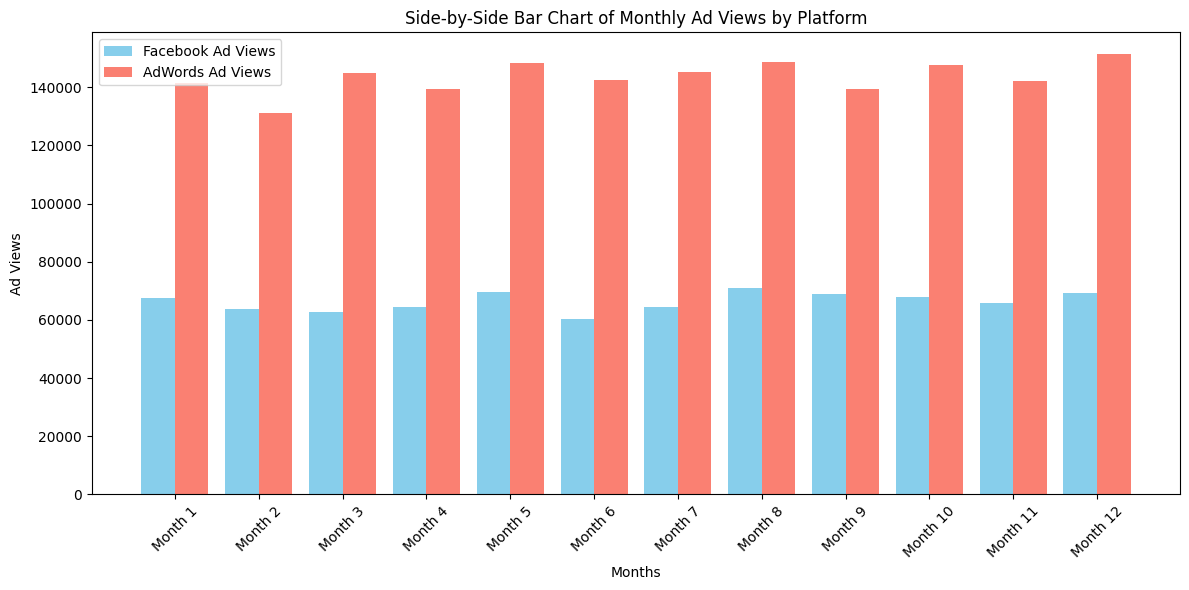 Side-by-Side Bar Chart of Monthly Ad Views by Platform
Facebook Ad Views
AdWords Ad Views
Ad Views
140000
120000
100000
80000
60000
40000
20000
0
Month 1
Month 2
Month 3
Month 4
Month 5
Month 6
Month 7
Month 8
Month 9
Month 10
Month 11
Month 12
Months